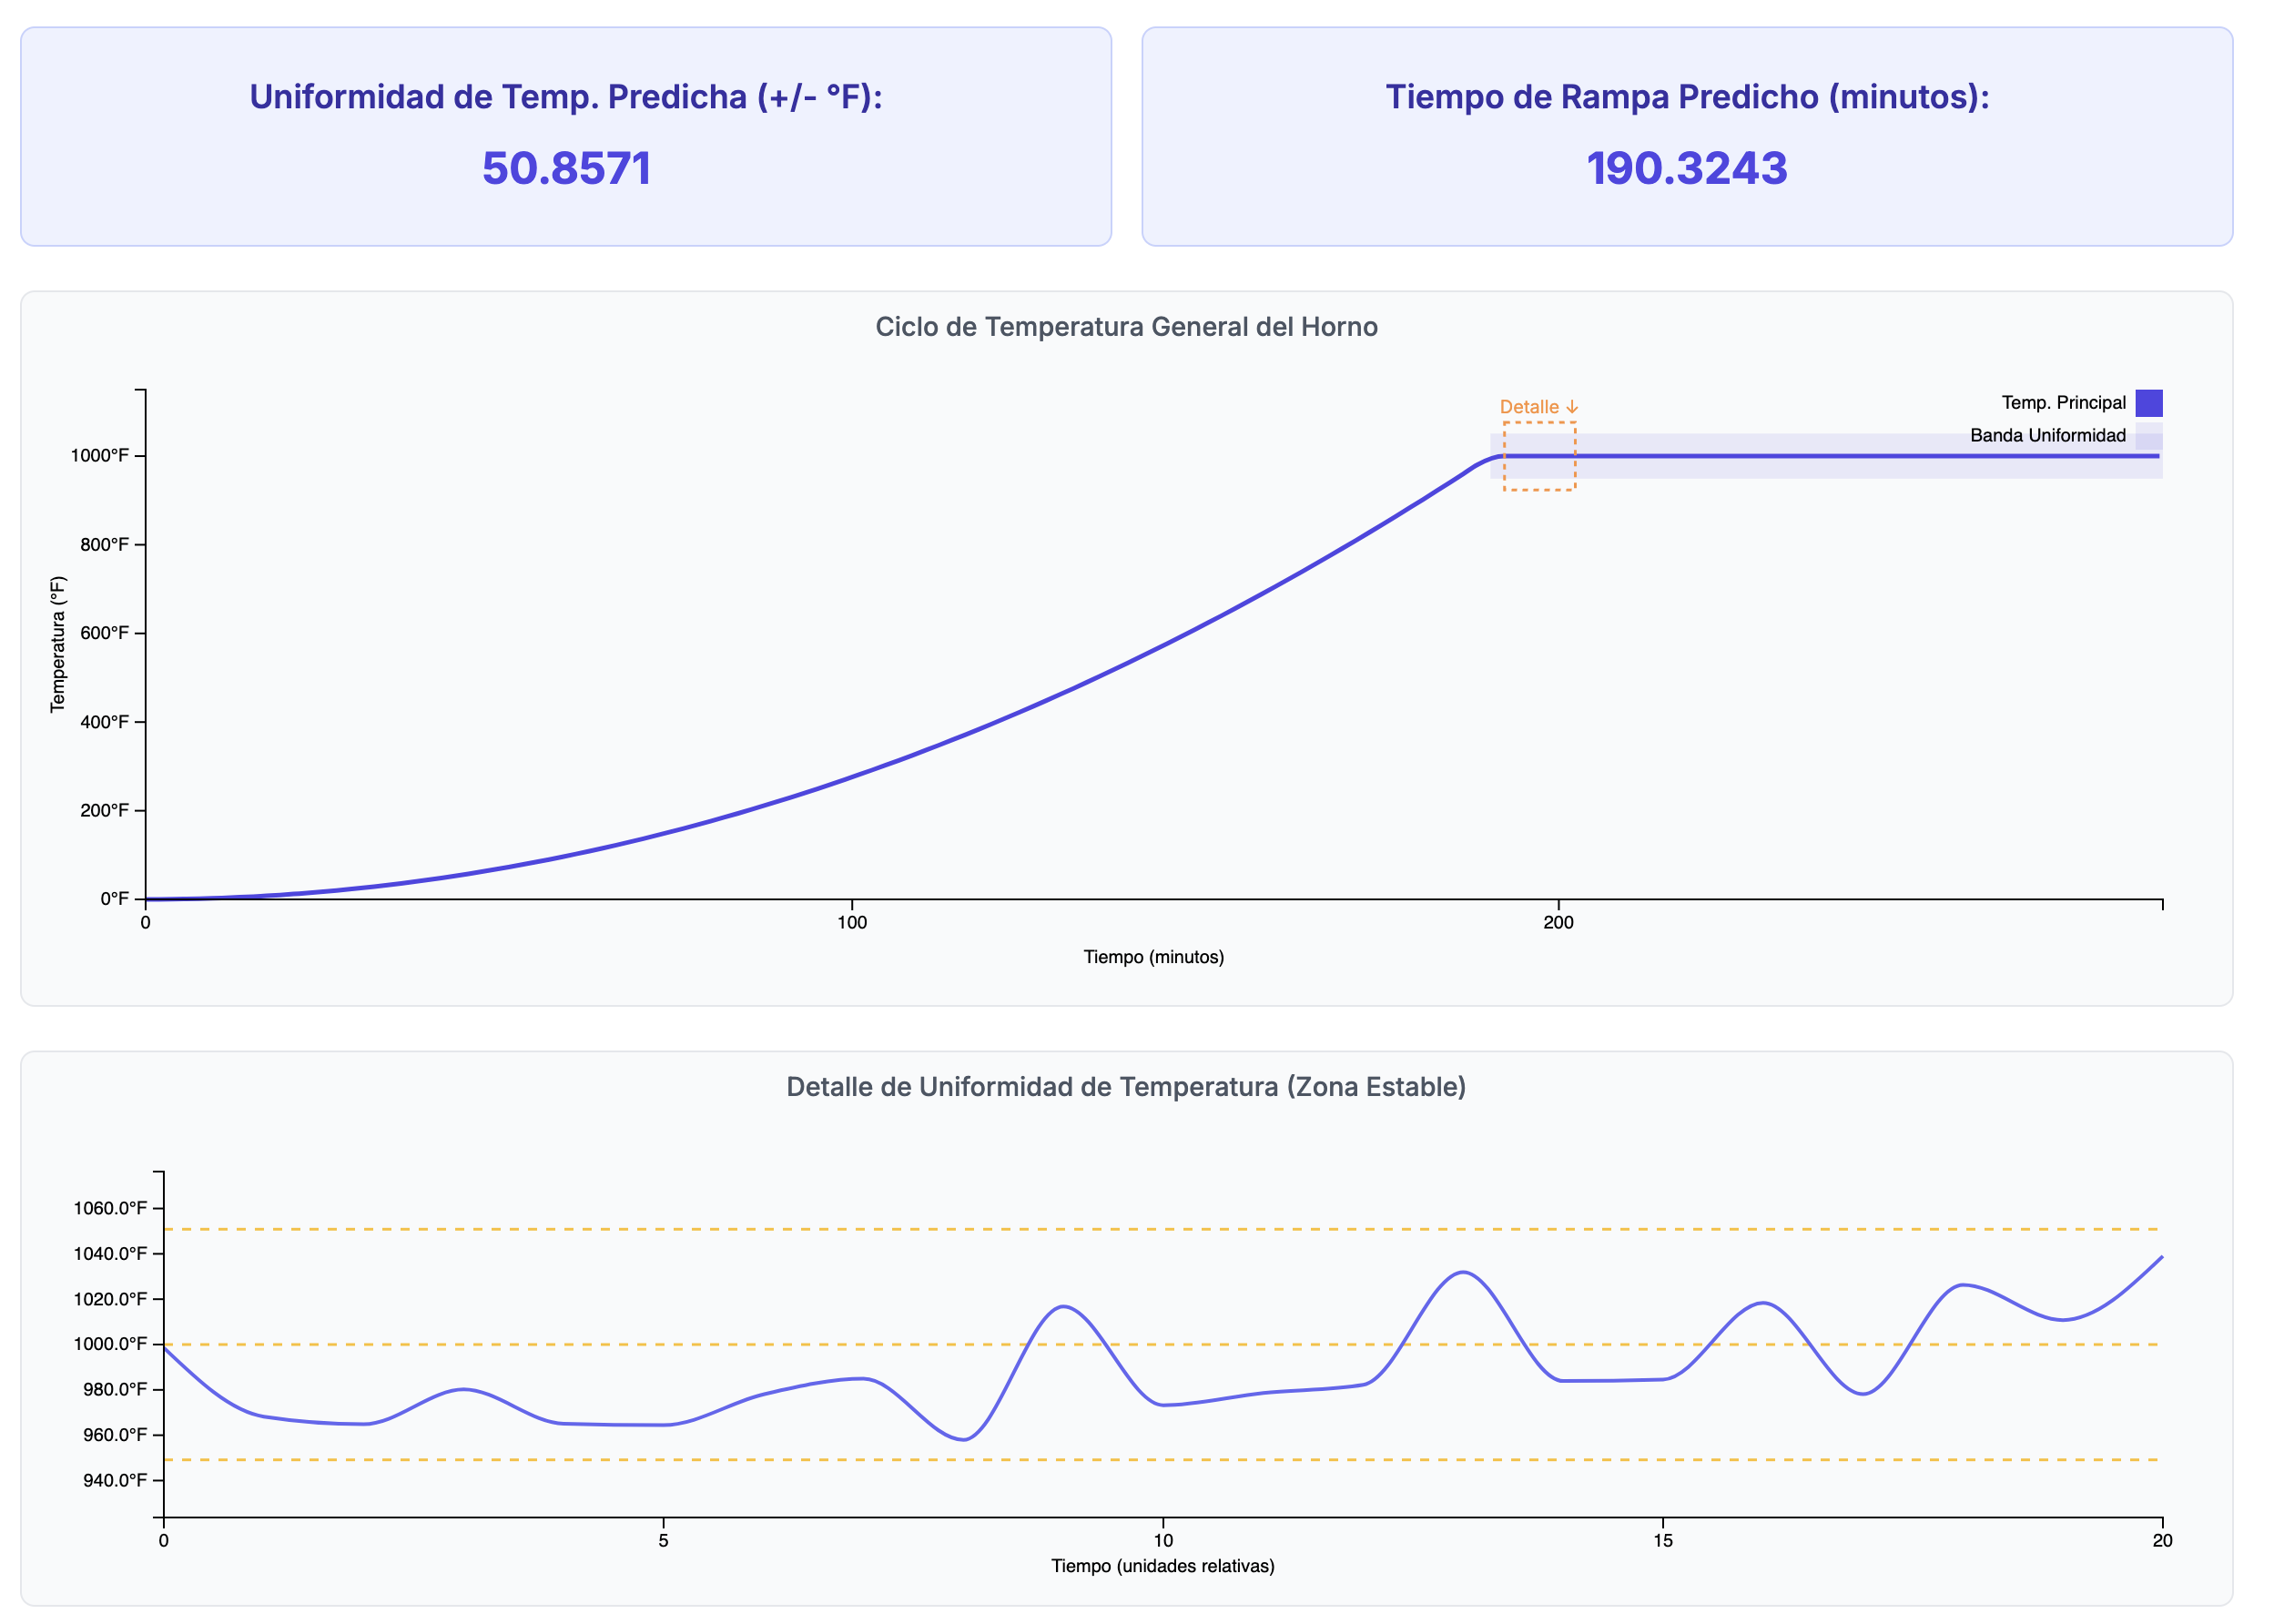 Uniformidad de Temp. Predicha (+/- °F):
50.8571
Tiempo de Rampa Predicho (minutos):
190.3243
Ciclo de Temperatura General del Horno
Detalle ↓
Temp. Principal
Banda Uniformidad
1000°F
800°F
600°F
400°F
200°F
0°F
Temperatura (°F)
0
100
200
Tiempo (minutos)
Detalle de Uniformidad de Temperatura (Zona Estable)
1060.0°F
1040.0°F
1020.0°F
1000.0°F
980.0°F
960.0°F
940.0°F
0
5
10
15
20
Tiempo (unidades relativas)